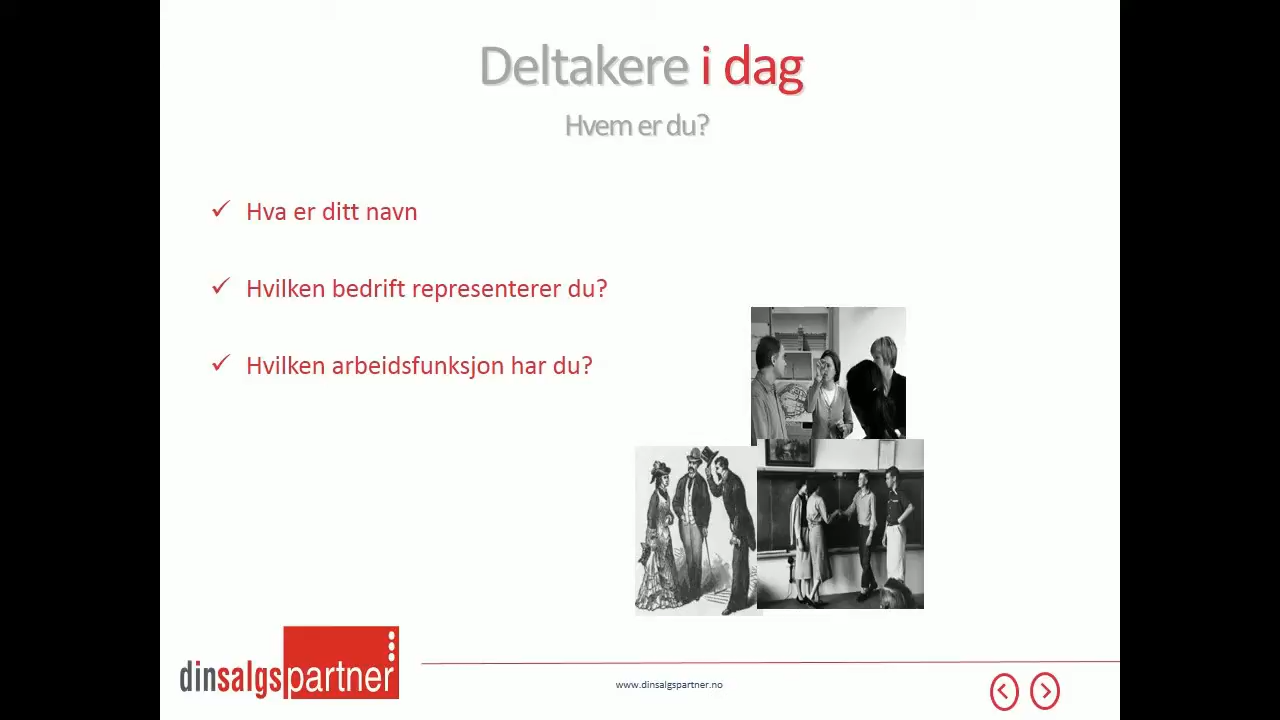 Deltakere i dag
Hvem er du?
Hva er ditt navn
Hvilken bedrift representerer du?
Hvilken arbeidsfunksjon har du?
dinsalgspartner
www.dinsalgspartner.no